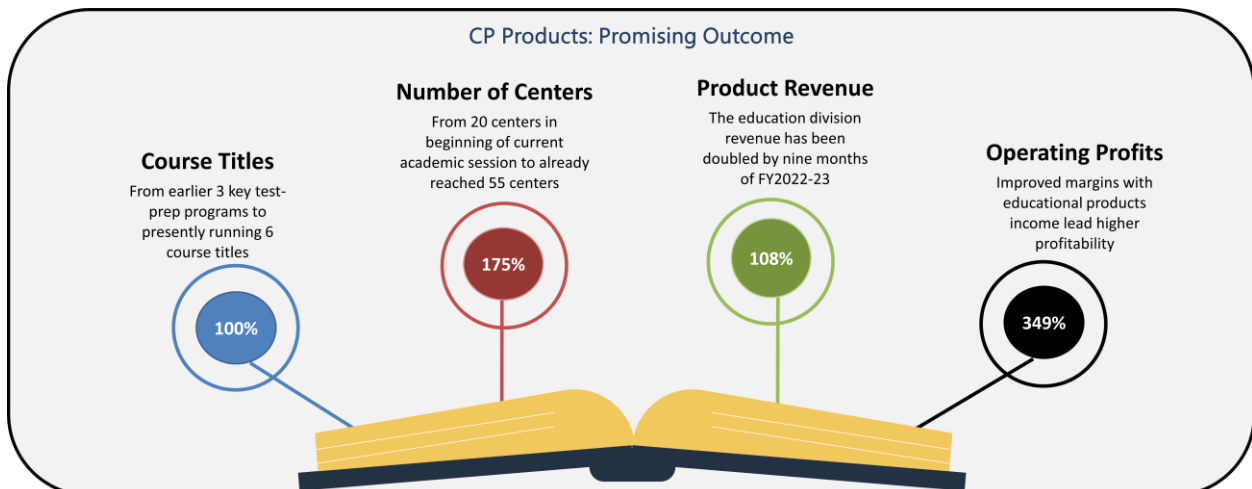 CP Products: Promising Outcome
Course Titles
From earlier 3 key test-
prep programs to
presently running 6
course titles
100%
Number of Centers
From 20 centers in
beginning of current
academic session to already
reached 55 centers
175%
Product Revenue
The education division
revenue has been
doubled by nine months
of FY2022-23
108%
Operating Profits
Improved margins with
educational products
income lead higher
profitability
349%